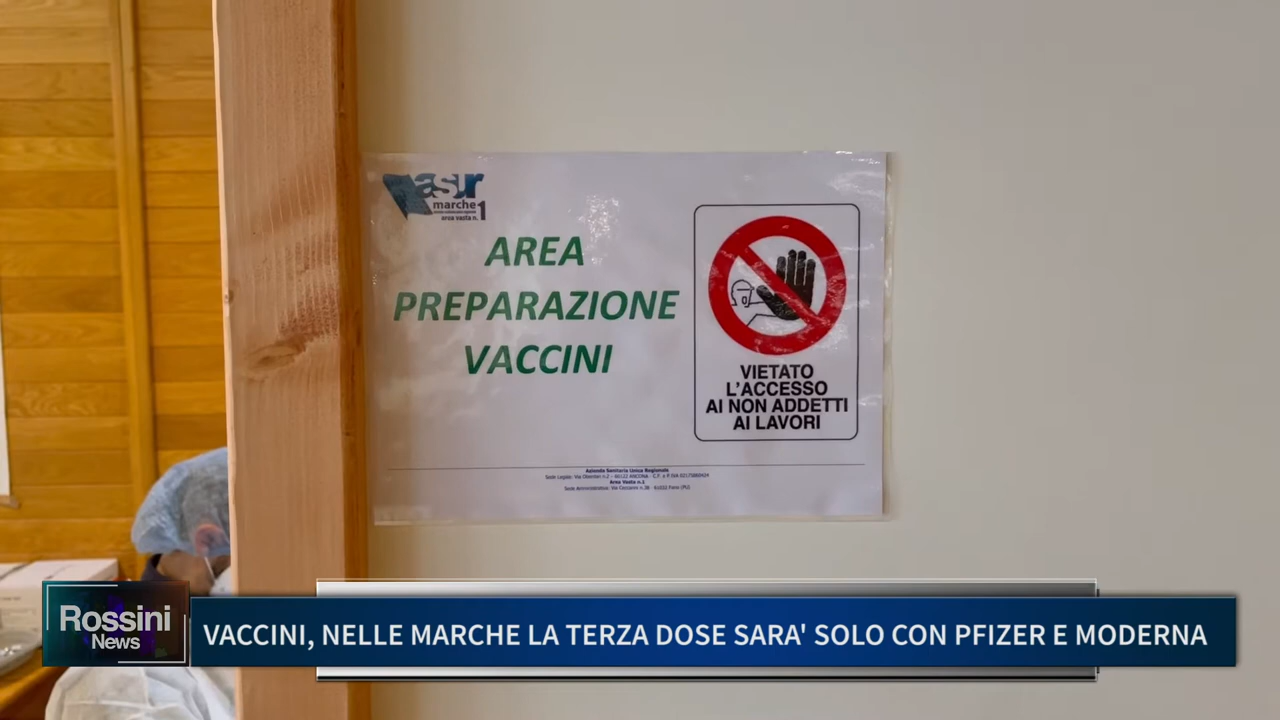 asur
marche
area vasta n. 1
AREA
PREPARAZIONE
VACCINI
VIETATO
L'ACCESSO
AI NON ADDETTI
AI LAVORI
Azienda Sanitaria Unica Regionale
Area Vasta n.1
Rossini
News
VACCINI, NELLE MARCHE LA TERZA DOSE SARA' SOLO CON PFIZER E MODERNA